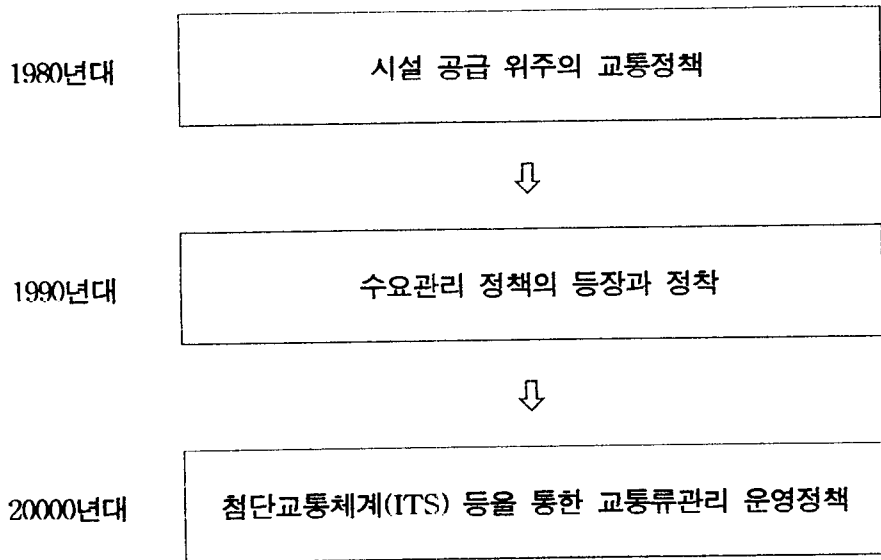 1980년대 시설 공급 위주의 교통정책
1990년대 수요관리 정책의 등장과 정착
20000년대 첨단교통체계(ITS) 등을 통한 교통류관리 운영정책